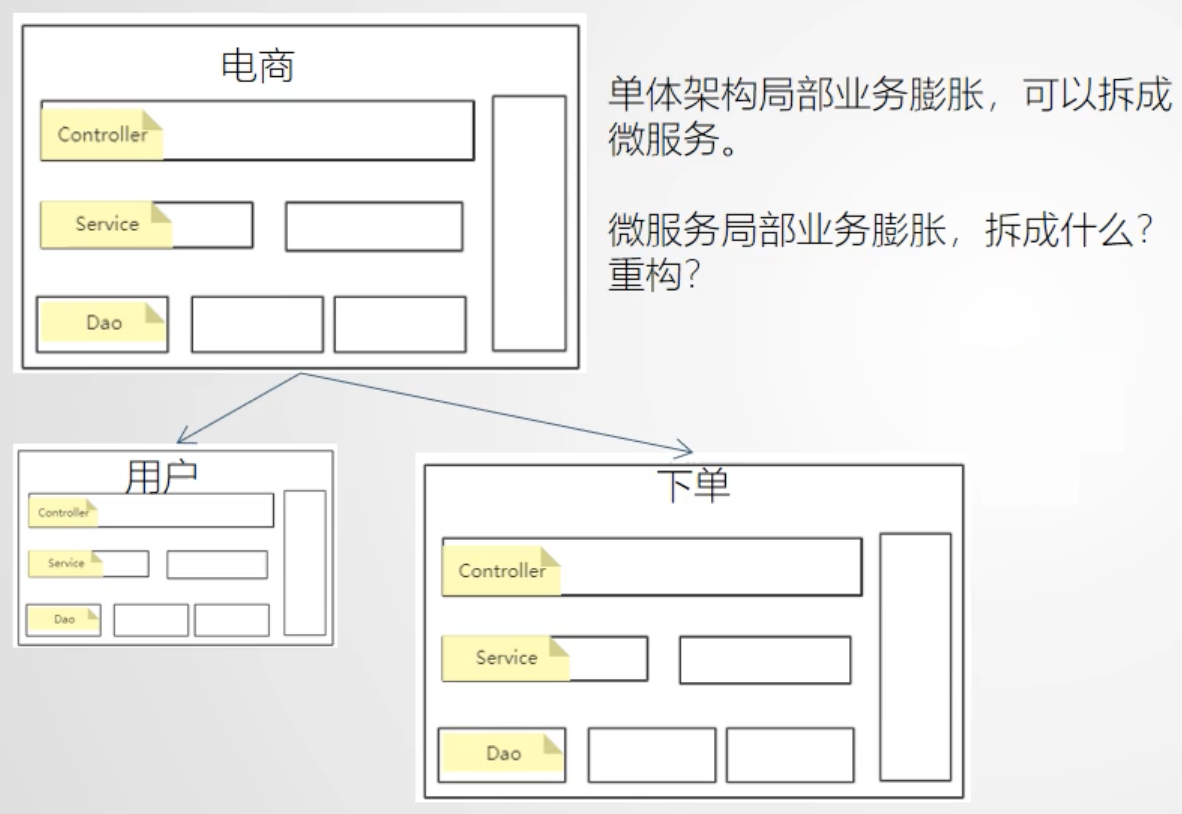 电商
Controller
Service
Dao
单体架构局部业务膨胀，可以拆成
微服务。
微服务局部业务膨胀，拆成什么？
重构？
用户
Controller
Service
Dao
下单
Controller
Service
Dao